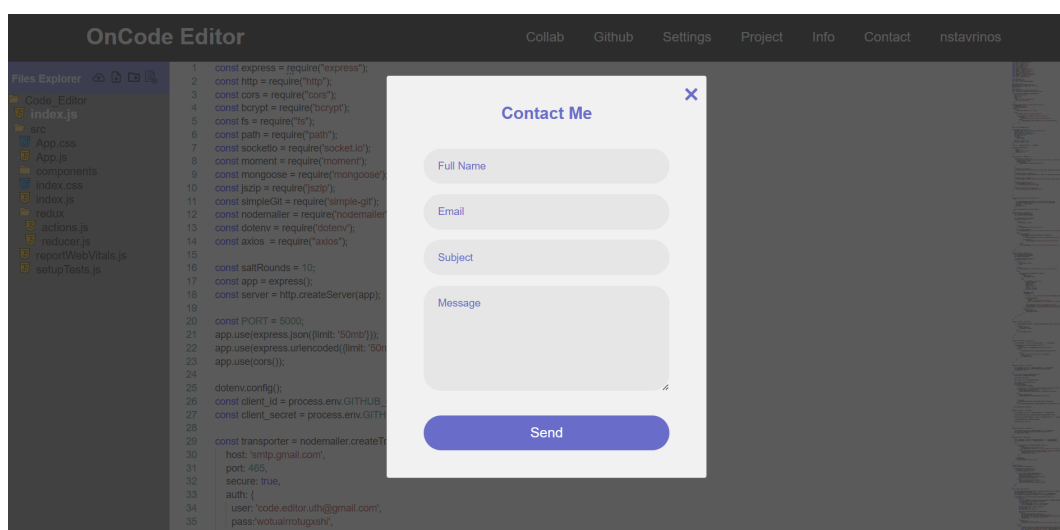 OnCode Editor
Collab Github Settings Project Info Contact nstavrinos
Files Explorer
Code_Editor
index.js
src
App.css
App.js
components
index.css
index.js
redux
actions.js
reducer.js
reportWebVitals.js
setupTests.js
1 const express = require("express");
2 const http = require("http");
3 const cors = require("cors");
4 const bcrypt = require('bcrypt');
5 const fs = require("fs");
6 const path = require("path");
7 const socketio = require('socket.io');
8 const moment = require('moment');
9 const mongoose = require('mongoose');
10 const jszip = require('jszip');
11 const simpleGit = require('simple-git');
12 const nodemailer = require('nodemailer'
13 const dotenv = require('dotenv');
14 const axios = require("axios");
15
16 const saltRounds = 10;
17 const app = express();
18 const server = http.createServer(app);
19
20 const PORT = 5000;
21 app.use(express.json({limit: '50mb'}));
22 app.use(express.urlencoded({limit: '50m
23 app.use(cors());
24
25 dotenv.config();
26 const client_id = process.env.GITHUB_
27 const client_secret = process.env.GITH
28
29 const transporter = nodemailer.createTr
30 host: 'smtp.gmail.com',
31 port: 465,
32 secure: true,
33 auth: {
34 user: 'code.editor.uth@gmail.com',
35 pass:
Contact Me
Full Name
Email
Subject
Message
Send